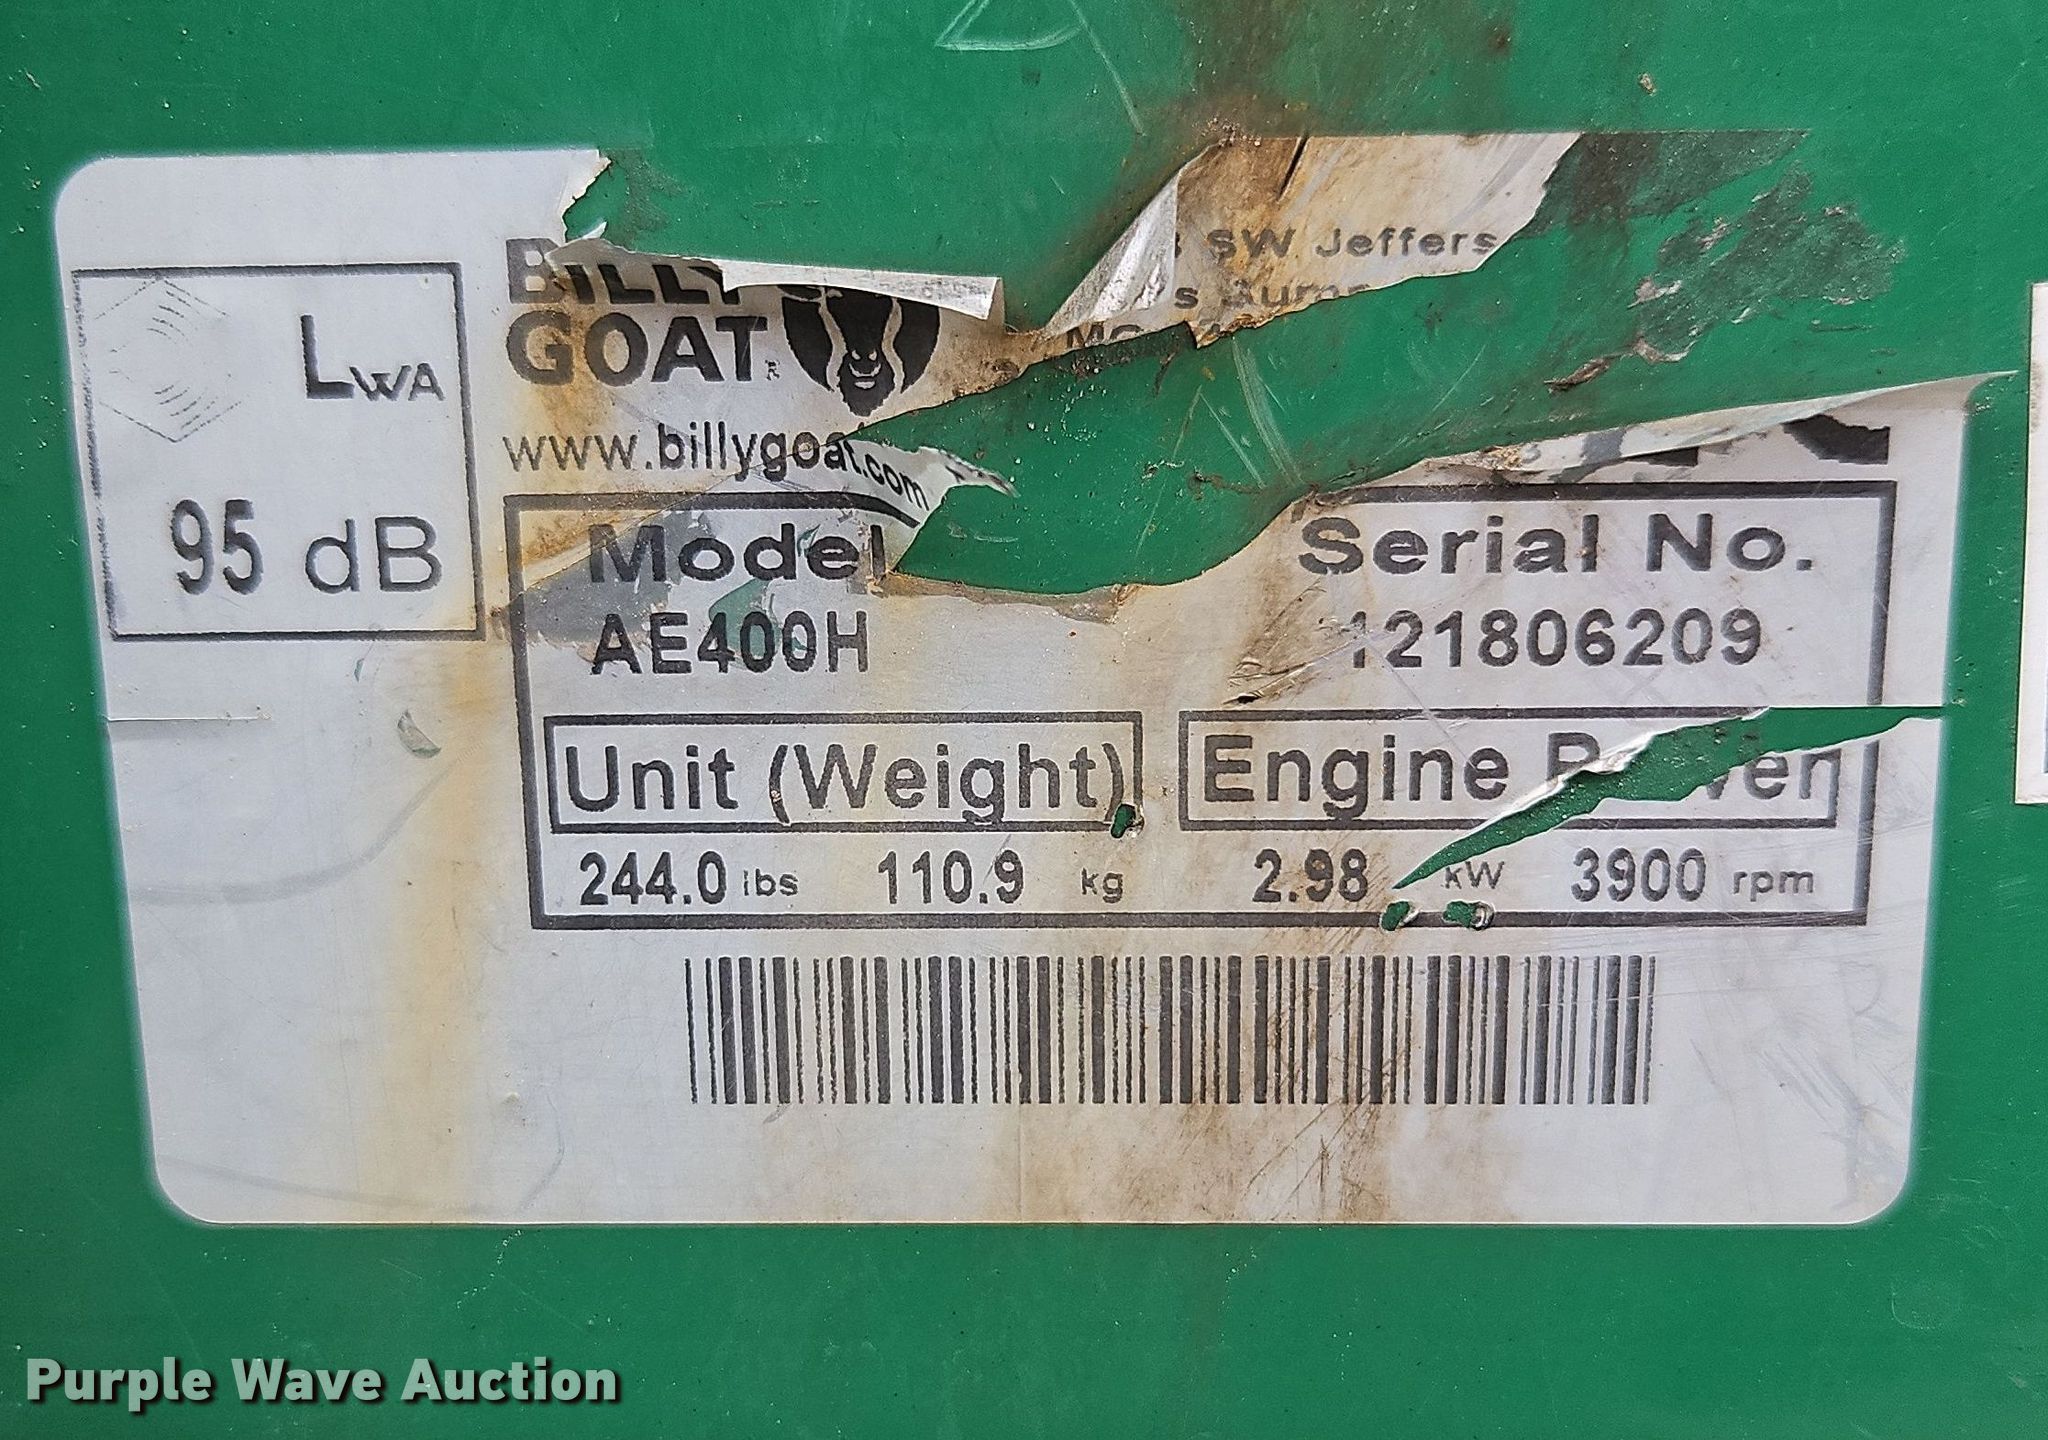 LWA
95 dB
BILLY
GOAT
www.billygoat.com
SW Jeffers
Model
Serial No.
AE400H
121806209
Unit (Weight)
Engine
244.0 lbs 110.9 kg
2.98 kW 3900 rpm
Purple Wave Auction